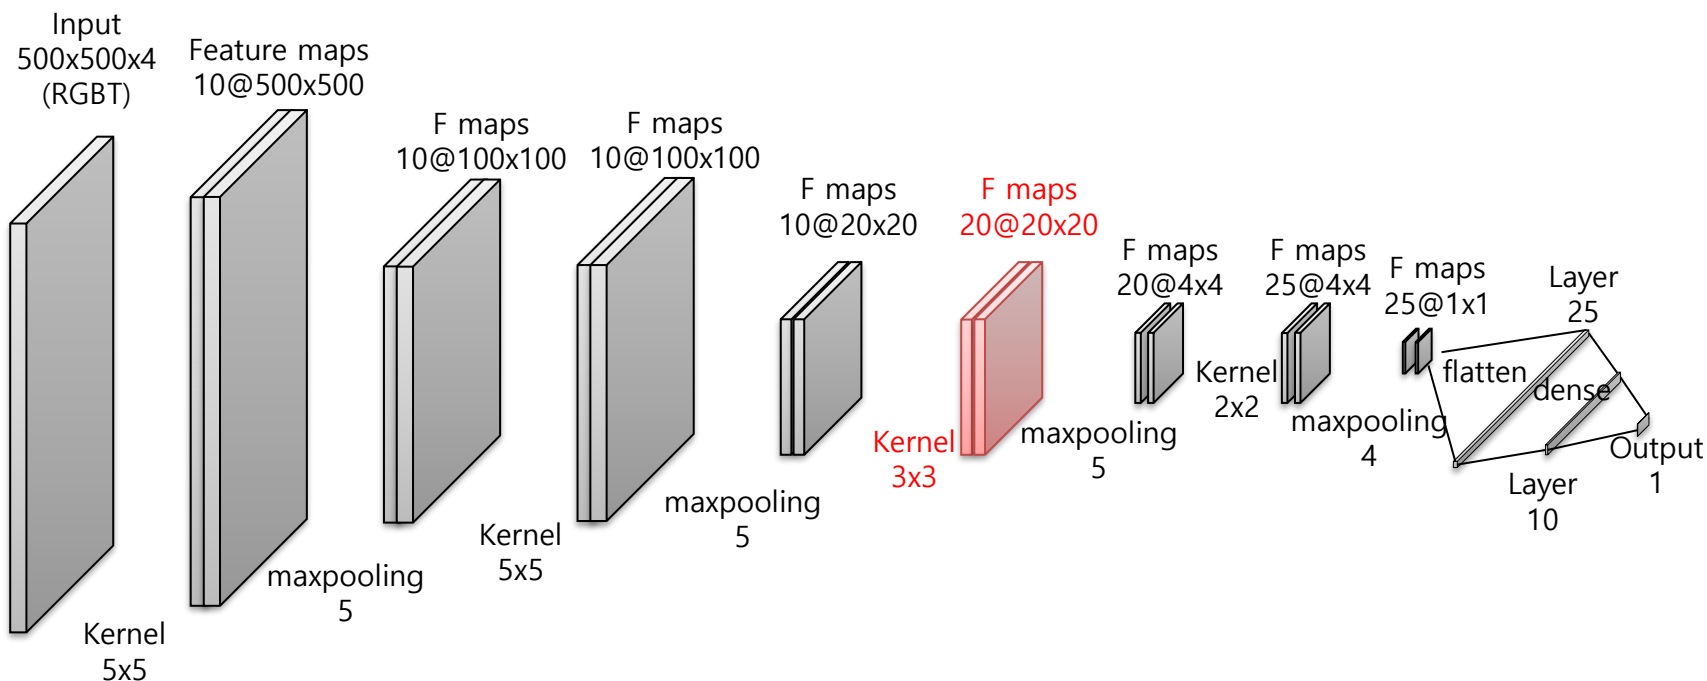 Input
500x500x4
(RGBT)
Feature maps
10@500x500
F maps
10@100x100
F maps
10@100x100
F maps
10@20x20
F maps
20@20x20
F maps
20@4x4
F maps
25@4x4
F maps
25@1x1
Layer
25
flatten
dense
Kernel
2x2
maxpooling
4
Output
1
Layer
10
maxpooling
5
Kernel
3x3
maxpooling
5
Kernel
5x5
maxpooling
5
Kernel
5x5